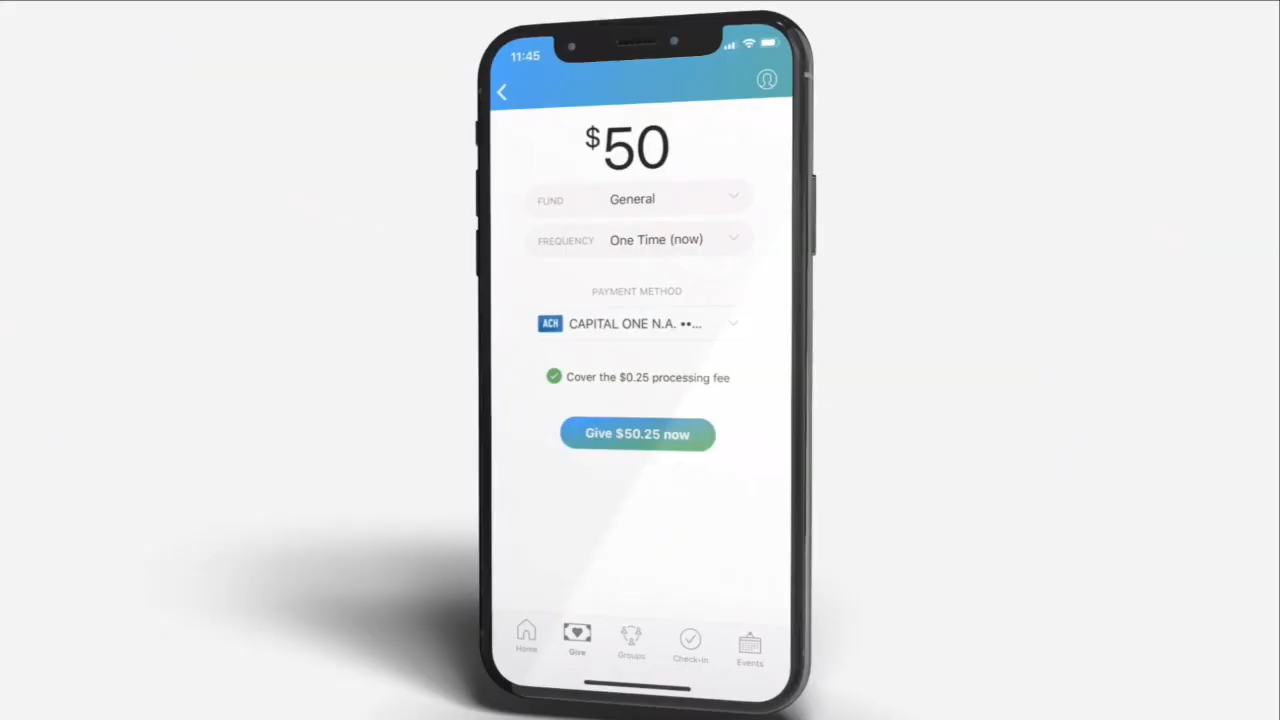 11:45
$50
FUND General
FREQUENCY One Time (now)
PAYMENT METHOD
ACH CAPITAL ONE N.A. ••...
Cover the $0.25 processing fee
Give $50.25 now
Home Give Groups Check-in Events